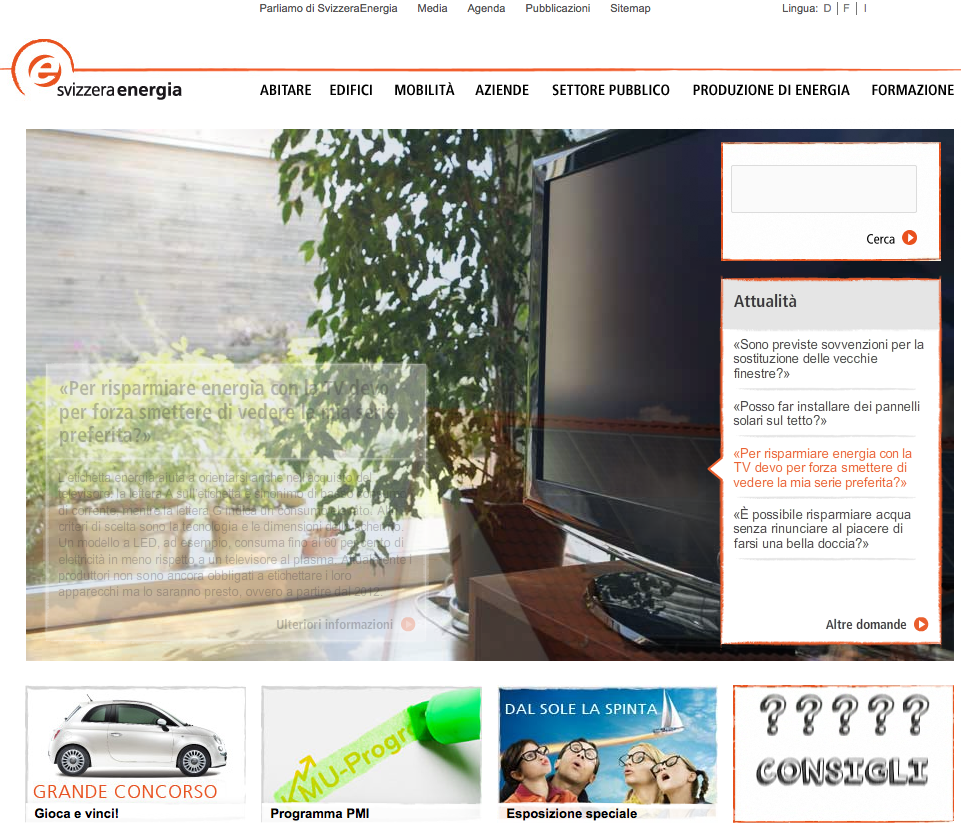 Parliamo di SvizzeraEnergia Media Agenda Pubblicazioni Sitemap Lingua: D | F | I
svizzera energia
ABITARE EDIFICI MOBILITÀ AZIENDE SETTORE PUBBLICO PRODUZIONE DI ENERGIA FORMAZIONE
Cerca
Attualità
«Sono previste sovvenzioni per la
sostituzione delle vecchie
finestre?»
«Posso far installare dei pannelli
solari sul tetto?»
«Per risparmiare energia con la
TV devo per forza smettere di
vedere la mia serie preferita?»
«È possibile risparmiare acqua
senza rinunciare al piacere di
farsi una bella doccia?»
Altre domande
«Per risparmiare energia con la TV devo
per forza smettere di vedere la mia serie
preferita?»
L'etichetta energia aiuta a orientarsi anche nell'acquisto del
televisore: la lettera A sull'etichetta è sinonimo di basso consumo
di corrente, mentre la lettera G indica un consumo elevato. Altri
criteri di scelta sono la tecnologia e le dimensioni dello schermo.
Un modello a LED, ad esempio, consuma fino al 60 per cento di
elettricità in meno rispetto a un televisore al plasma. Attualmente i
produttori non sono ancora obbligati a etichettare i loro
apparecchi ma lo saranno presto, ovvero a partire dal 2012.
Ulteriori informazioni
GRANDE CONCORSO
Gioca e vinci!
KMU-Progr
Programma PMI
DAL SOLE LA SPINTA
Esposizione speciale
?????
CONSIGLI